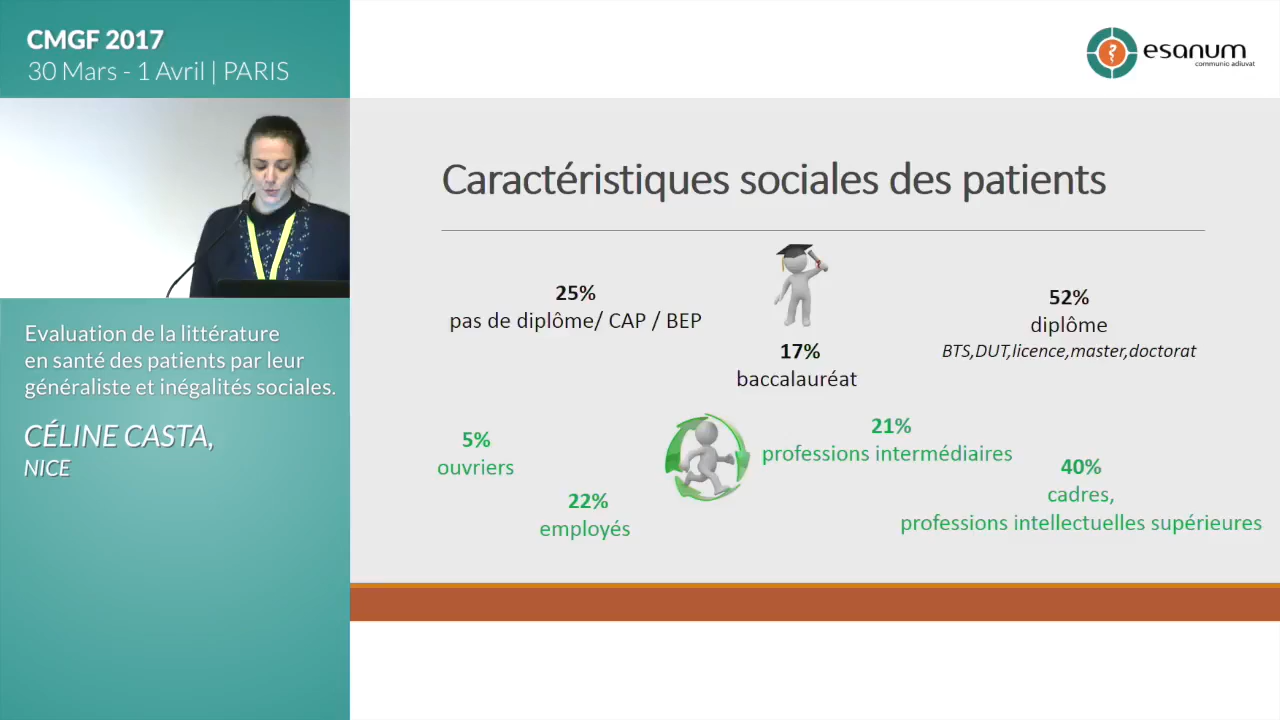 CMGF 2017
30 Mars - 1 Avril | PARIS
esanum
communio adiuvat
Evaluation de la littérature
en santé des patients par leur
généraliste et inégalités sociales.
CÉLINE CASTA,
NICE
Caractéristiques sociales des patients
25%
pas de diplôme/ CAP / BEP
17%
baccalauréat
52%
diplôme
BTS,DUT,licence,master,doctorat
5%
ouvriers
22%
employés
21%
professions intermédiaires
40%
cadres,
professions intellectuelles supérieures